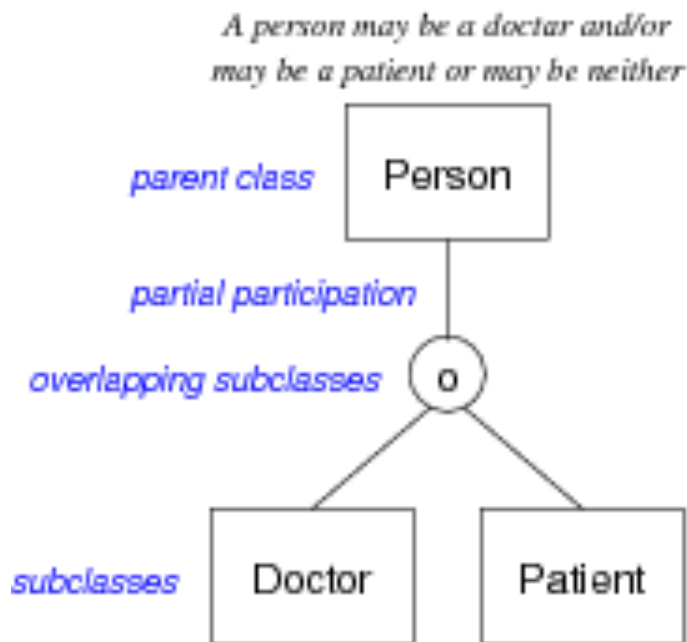 A person may be a doctar and/or
may be a patient or may be neither
parent class
Person
partial participation
overlapping subclasses
o
subclasses
Doctor
Patient